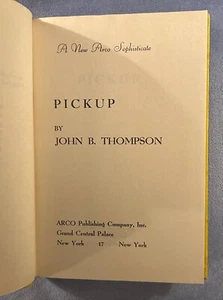 A New Arco Sophisticate
PICKUP
BY
JOHN B. THOMPSON
ARCO Publishing Company, Inc.
Grand Central Palace
New York 17 New York